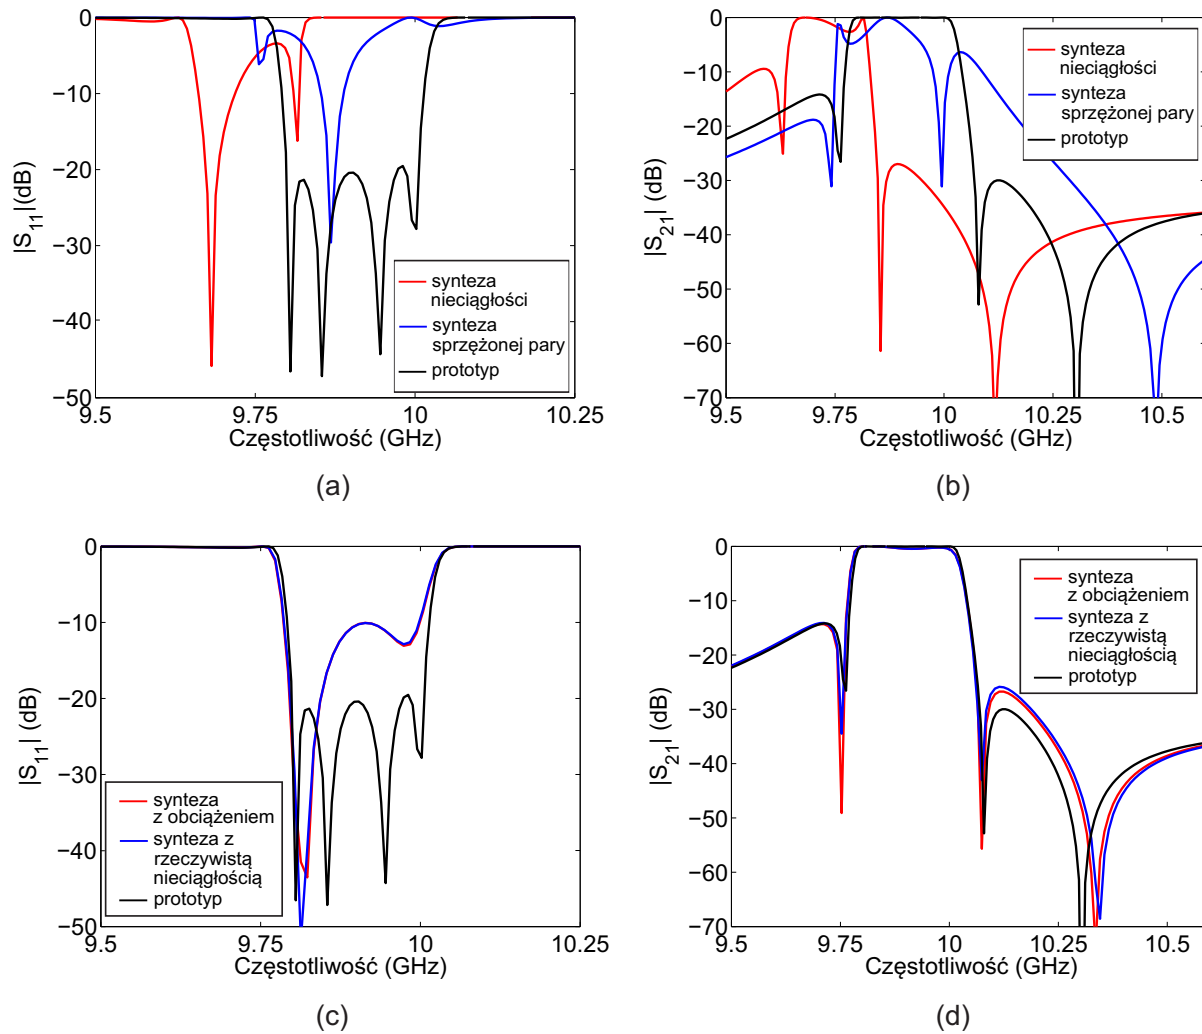 0
−10
−20
−30
−40
−50
|S11|(dB)
9.5
9.75
10
10.25
Częstotliwość (GHz)
synteza
nieciągłości
synteza
sprzężonej pary
prototyp
(a)
0
−10
−20
−30
−40
−50
−60
−70
|S21| (dB)
9.5
9.75
10
10.25
10.5
Częstotliwość (GHz)
synteza
nieciągłości
synteza
sprzężonej pary
prototyp
(b)
0
−10
−20
−30
−40
−50
|S11| (dB)
9.5
9.75
10
10.25
Częstotliwość (GHz)
synteza
z obciążeniem
synteza z
rzeczywistą
nieciągłością
prototyp
(c)
0
−10
−20
−30
−40
−50
−60
−70
|S21| (dB)
9.5
9.75
10
10.25
10.5
Częstotliwość (GHz)
synteza
z obciążeniem
synteza z
rzeczywistą
nieciągłością
prototyp
(d)